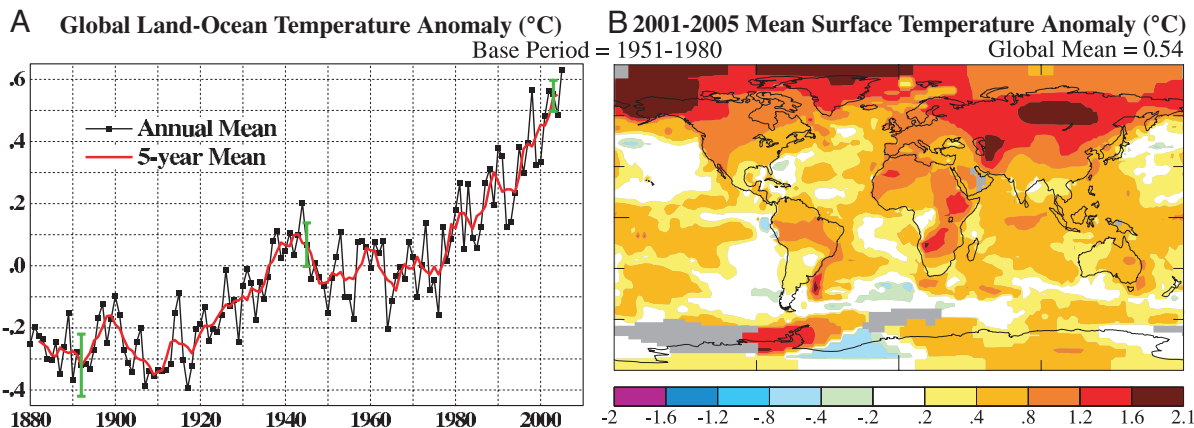 A Global Land-Ocean Temperature Anomaly (°C)
B 2001-2005 Mean Surface Temperature Anomaly (°C)
Base Period = 1951-1980
Global Mean = 0.54
.6
.4
.2
.0
-.2
-.4
Annual Mean
5-year Mean
1880 1900 1920 1940 1960 1980 2000
-2 -1.6 -1.2 -.8 -.4 -.2 .2 .4 .8 1.2 1.6 2.1